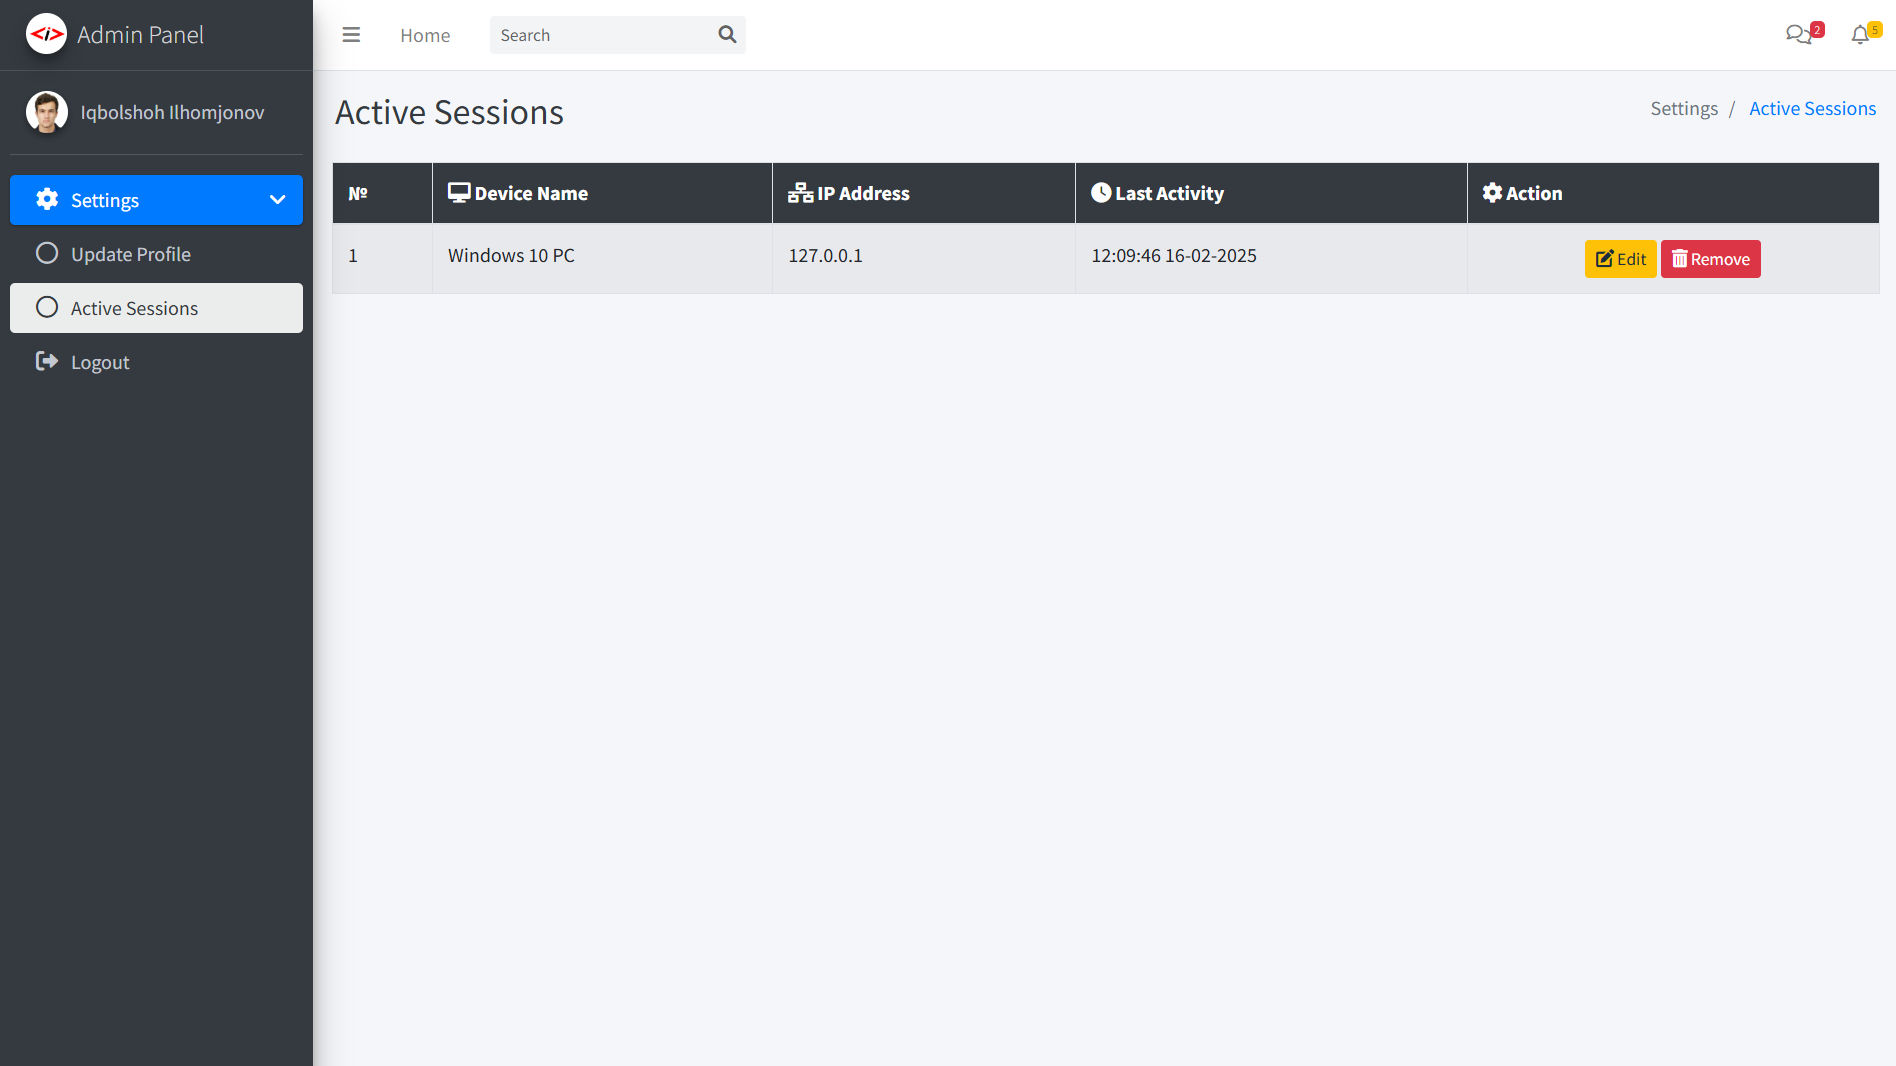 Admin Panel
Home
Search
2
5
Iqbolshoh Ilhomjonov
Active Sessions
Settings / Active Sessions
Settings
Update Profile
Active Sessions
Logout
№ Device Name IP Address Last Activity Action
1 Windows 10 PC 127.0.0.1 12:09:46 16-02-2025 Edit Remove